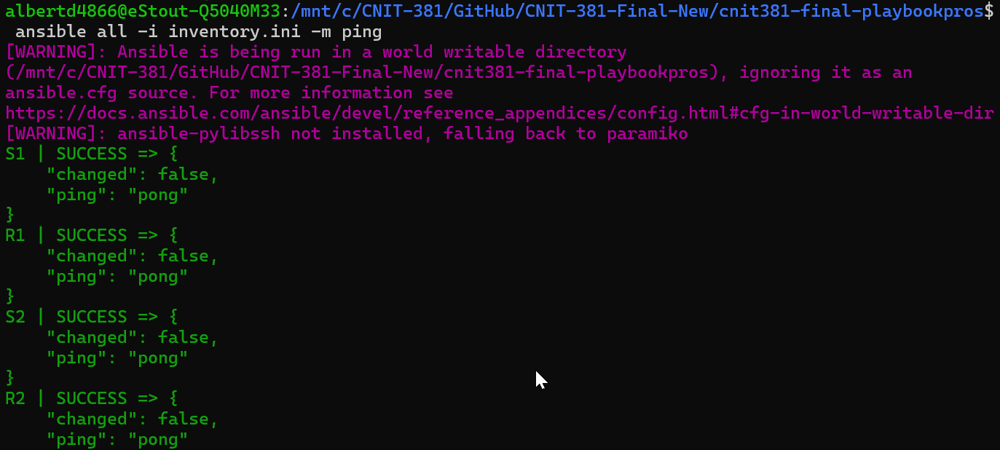 albertd4866@eStout-Q5040M33:/mnt/c/CNIT-381/GitHub/CNIT-381-Final-New/cnit381-final-playbookpros$
 ansible all -i inventory.ini -m ping
[WARNING]: Ansible is being run in a world writable directory
(/mnt/c/CNIT-381/GitHub/CNIT-381-Final-New/cnit381-final-playbookpros), ignoring it as an
ansible.cfg source. For more information see
https://docs.ansible.com/ansible/devel/reference_appendices/config.html#cfg-in-world-writable-dir
[WARNING]: ansible-pylibssh not installed, falling back to paramiko
S1 | SUCCESS => {
    "changed": false,
    "ping": "pong"
}
R1 | SUCCESS => {
    "changed": false,
    "ping": "pong"
}
S2 | SUCCESS => {
    "changed": false,
    "ping": "pong"
}
R2 | SUCCESS => {
    "changed": false,
    "ping": "pong"